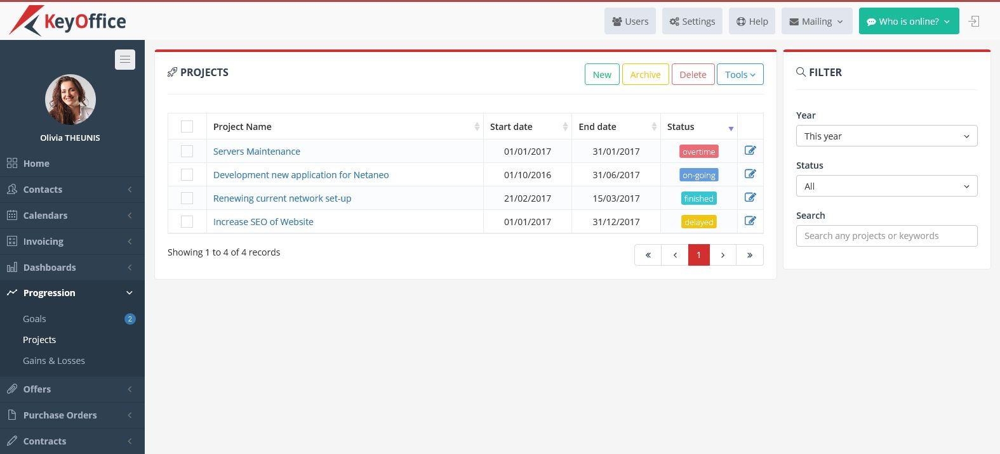 KeyOffice
Users
Settings
Help
Mailing
Who is online?
Olivia THEUNIS
Home
Contacts
Calendars
Invoicing
Dashboards
Progression
Goals 2
Projects
Gains & Losses
Offers
Purchase Orders
Contracts
PROJECTS
New Archive Delete Tools
Project Name Start date End date Status
Servers Maintenance 01/01/2017 31/01/2017 overtime
Development new application for Netaneo 01/10/2016 31/06/2017 on-going
Renewing current network set-up 21/02/2017 15/03/2017 finished
Increase SEO of Website 01/01/2017 31/12/2017 delayed
Showing 1 to 4 of 4 records
« ‹ 1 › »
FILTER
Year
This year
Status
All
Search
Search any projects or keywords